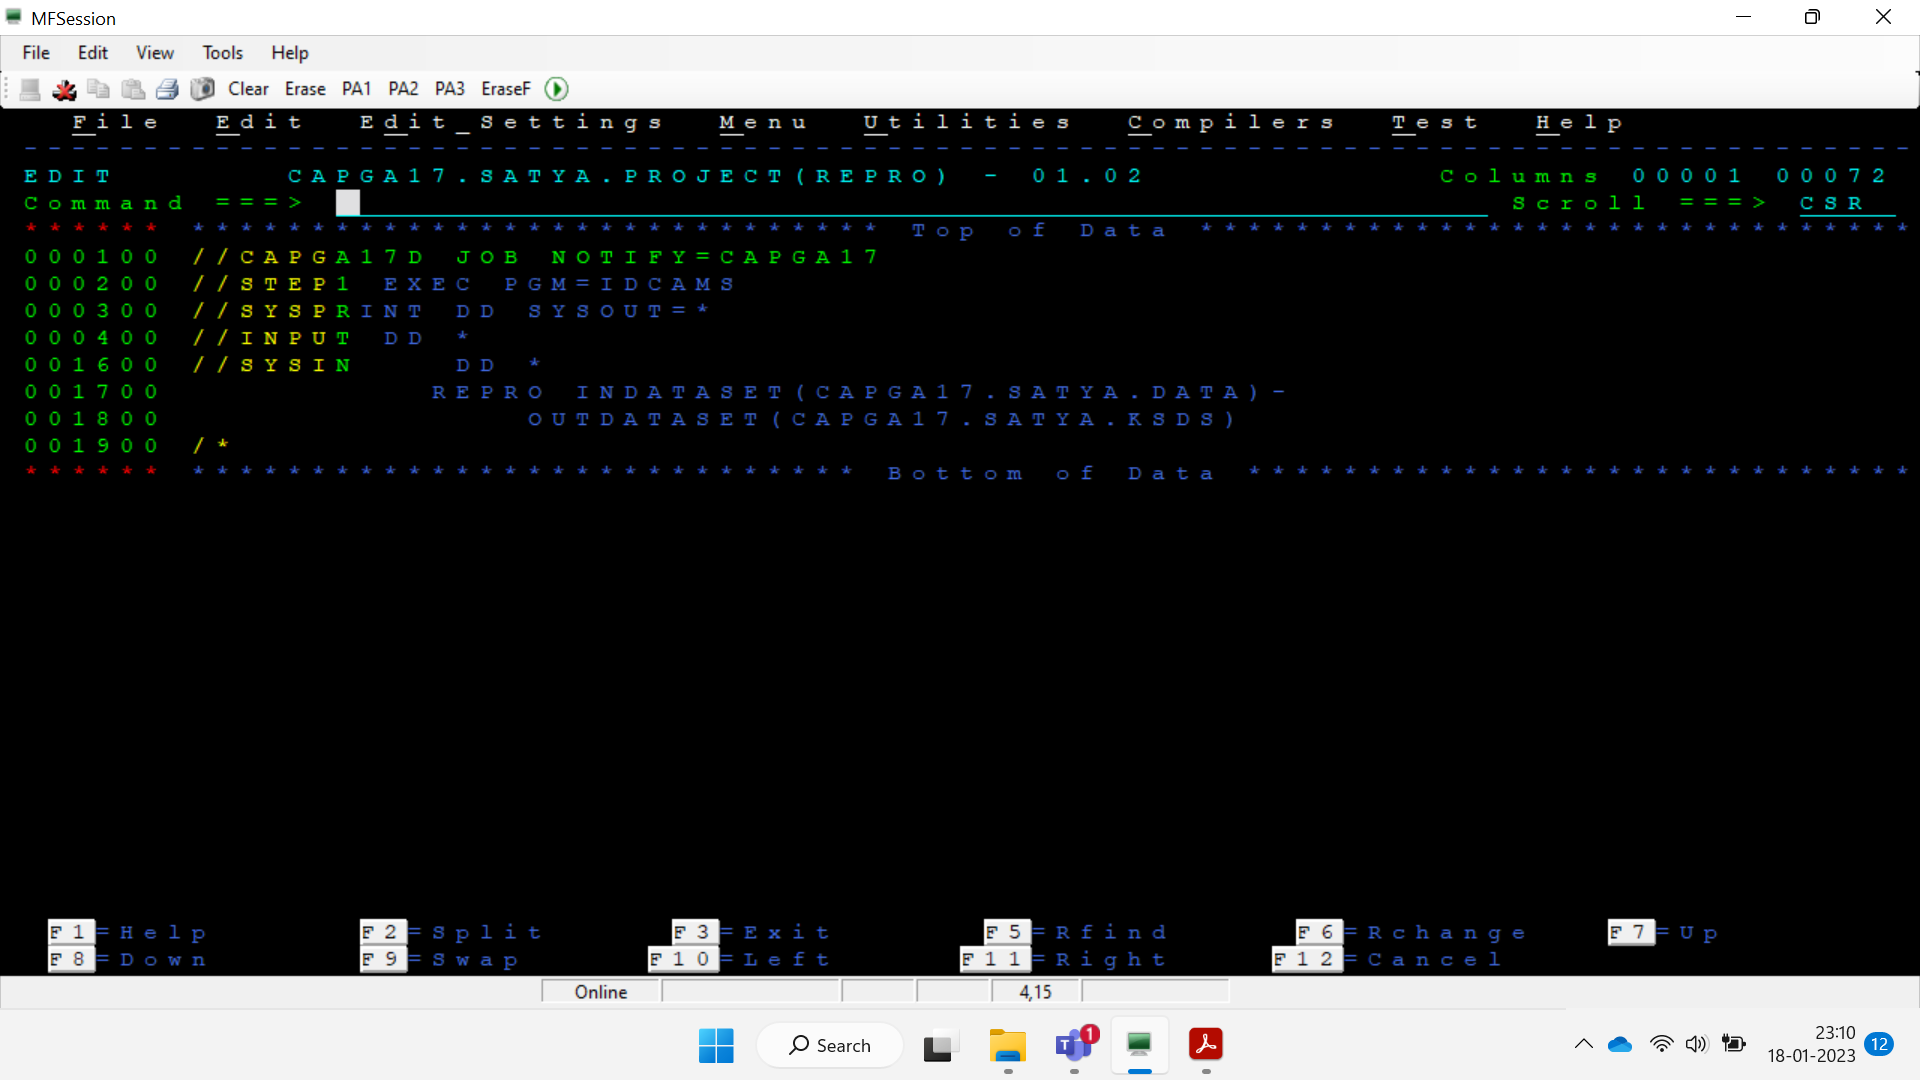 MFSession
File Edit View Tools Help
Clear Erase PA1 PA2 PA3 EraseF
File Edit Edit_Settings Menu Utilities Compilers Test Help
- - - - - - - - - - - - - - - - - - - - - - - - - - - - - - - - - - - - - - - - - - - - - - - - - - - - - - - - - - - - - - - - - - - - - - - - - - - - - - -
EDIT CAPGA17.SATYA.PROJECT(REPRO) - 01.02 Columns 00001 00072
Command ===> Scroll ===> CSR
****** ***************************** Top of Data ******************************
000100 //CAPGA17D JOB NOTIFY=CAPGA17
000200 //STEP1 EXEC PGM=IDCAMS
000300 //SYSPRINT DD SYSOUT=*
000400 //INPUT DD *
001600 //SYSIN DD *
001700 REPRO INDATASET(CAPGA17.SATYA.DATA)-
001800 OUTDATASET(CAPGA17.SATYA.KSDS)
001900 /*
****** **************************** Bottom of Data ****************************
F1=Help F2=Split F3=Exit F5=Rfind F6=Rchange F7=Up
F8=Down F9=Swap F10=Left F11=Right F12=Cancel
Online 4,15
Search
1
23:10
18-01-2023
12